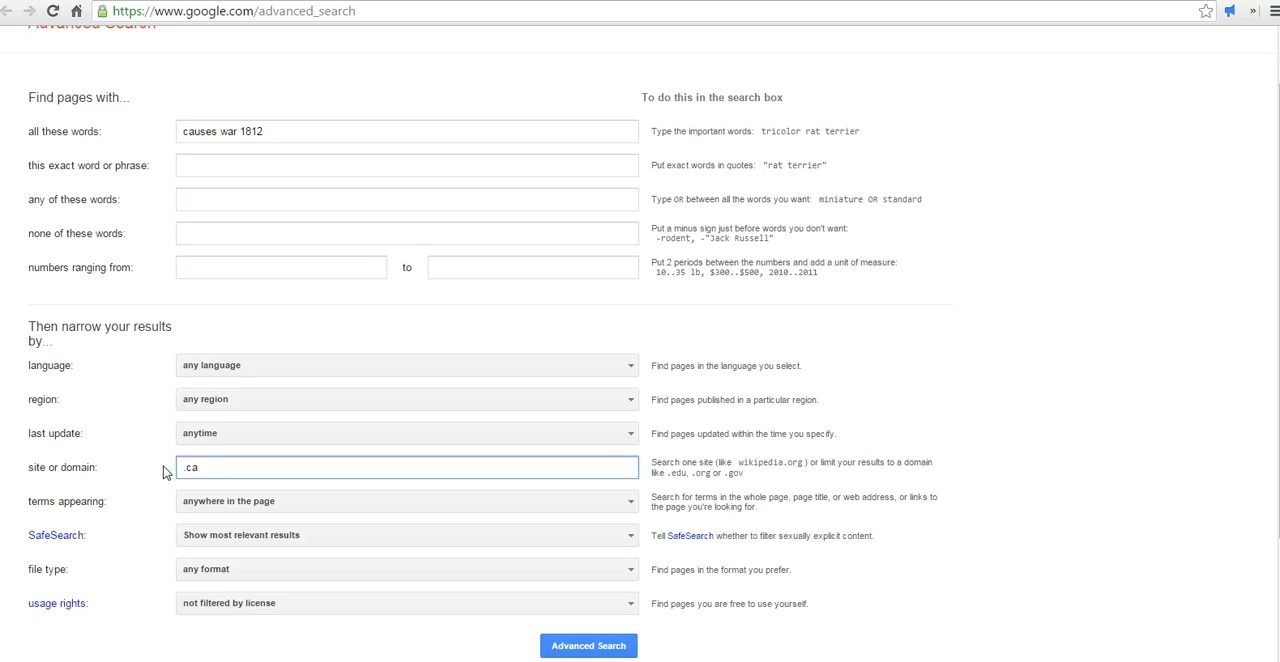 https://www.google.com/advanced_search
Advanced Search
Find pages with...
To do this in the search box
all these words:
causes war 1812
Type the important words: tricolor rat terrier
this exact word or phrase:
Put exact words in quotes: "rat terrier"
any of these words:
Type OR between all the words you want: miniature OR standard
none of these words:
Put a minus sign just before words you don't want:
-rodent, -"Jack Russell"
numbers ranging from:
to
Put 2 periods between the numbers and add a unit of measure:
10..35 lb, $300..$500, 2010..2011
Then narrow your results
by...
language:
any language
Find pages in the language you select.
region:
any region
Find pages published in a particular region.
last update:
anytime
Find pages updated within the time you specify.
site or domain:
.ca
Search one site (like wikipedia.org ) or limit your results to a domain
like .edu, .org or .gov
terms appearing:
anywhere in the page
Search for terms in the whole page, page title, or web address, or links to
the page you're looking for.
SafeSearch:
Show most relevant results
Tell SafeSearch whether to filter sexually explicit content.
file type:
any format
Find pages in the format you prefer.
usage rights:
not filtered by license
Find pages you are free to use yourself.
Advanced Search